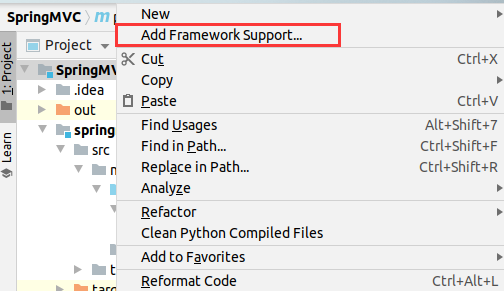 SpringMVC
New
Add Framework Support...
Project
Cut Ctrl+X
SpringMV
Copy
.idea
Paste Ctrl+V
out
spring
Find Usages Alt+Shift+7
src
Find in Path... Ctrl+Shift+F
m
Replace in Path... Ctrl+Shift+R
Analyze
Refactor
Clean Python Compiled Files
Add to Favorites
t
targ
Reformat Code Ctrl+Alt+L
1: Project
Learn